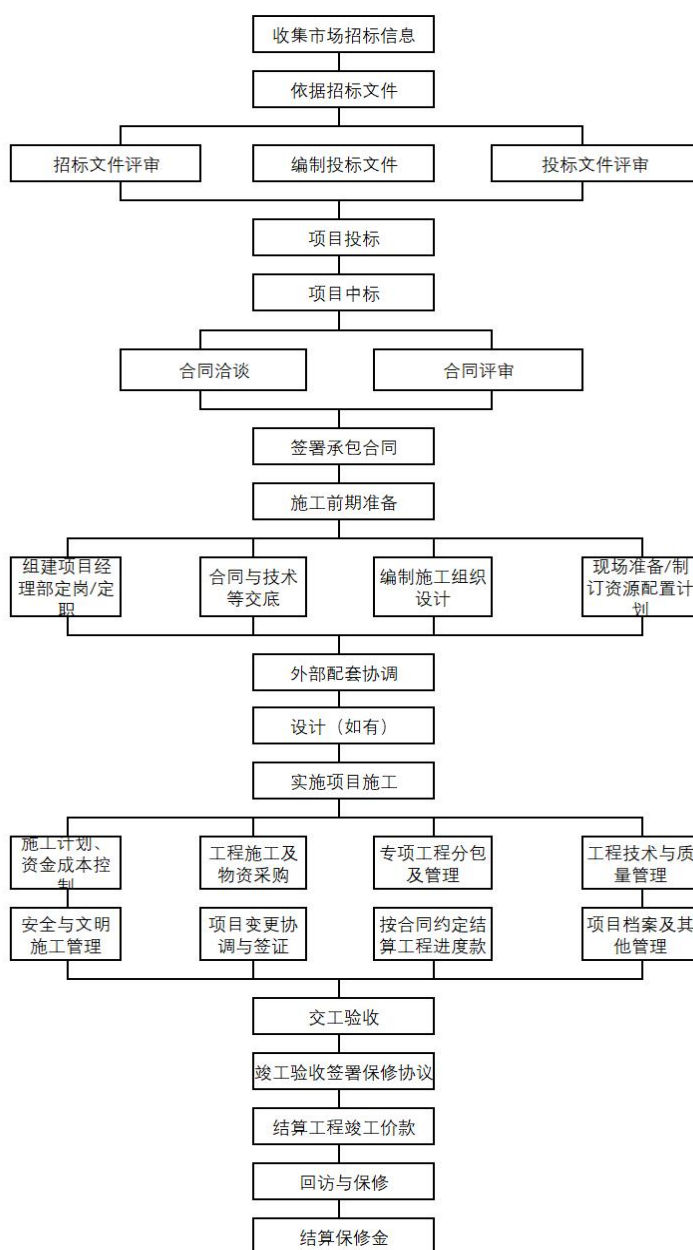 收集市场招标信息
依据招标文件
招标文件评审
编制投标文件
投标文件评审
项目投标
项目中标
合同洽谈
合同评审
签署承包合同
施工前期准备
组建项目经
理部定岗/定
职
合同与技术
等交底
编制施工组织
设计
现场准备/制
订资源配置计
划
外部配套协调
设计（如有）
实施项目施工
施工计划、
资金成本控
制
工程施工及
物资采购
专项工程分包
及管理
工程技术与质
量管理
安全与文明
施工管理
项目变更协
调与签证
按合同约定结
算工程进度款
项目档案及其
他管理
交工验收
竣工验收签署保修协议
结算工程竣工价款
回访与保修
结算保修金